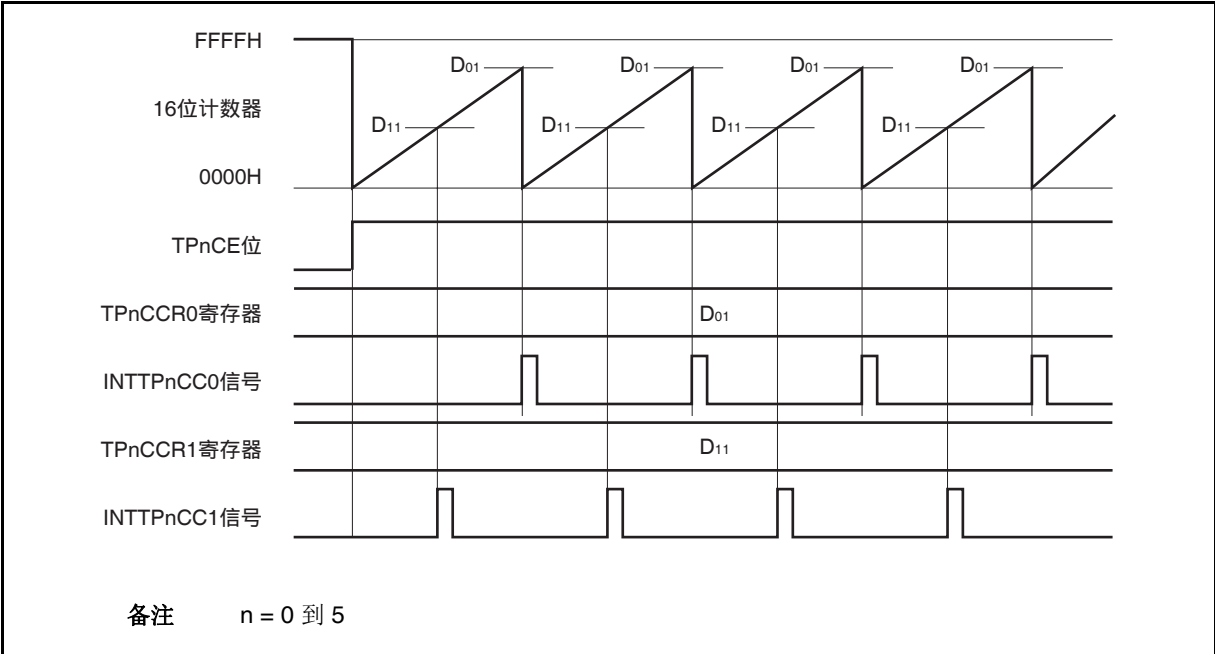 FFFFH
D01 D01 D01 D01
16位计数器
D11 D11 D11 D11
0000H
TPnCE位
TPnCCR0寄存器 D01
INTTPnCC0信号
TPnCCR1寄存器 D11
INTTPnCC1信号
备注 n = 0 到 5